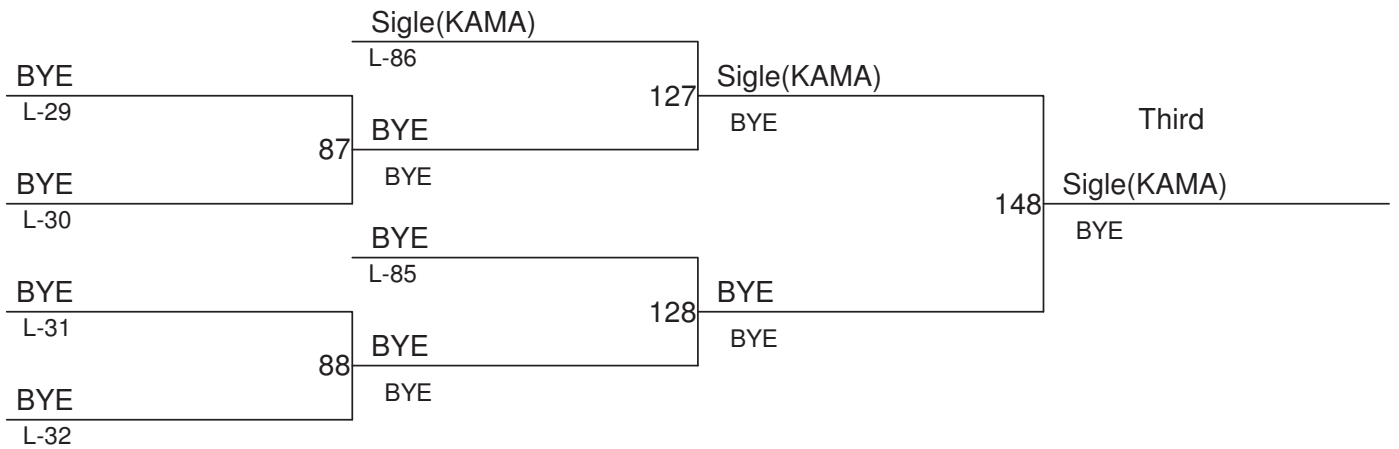 Sigle(KAMA)
L-86
BYE
L-29
127
Sigle(KAMA)
BYE
Third
87
BYE
BYE
BYE
L-30
148
Sigle(KAMA)
BYE
BYE
L-85
BYE
L-31
128
BYE
BYE
88
BYE
BYE
BYE
L-32